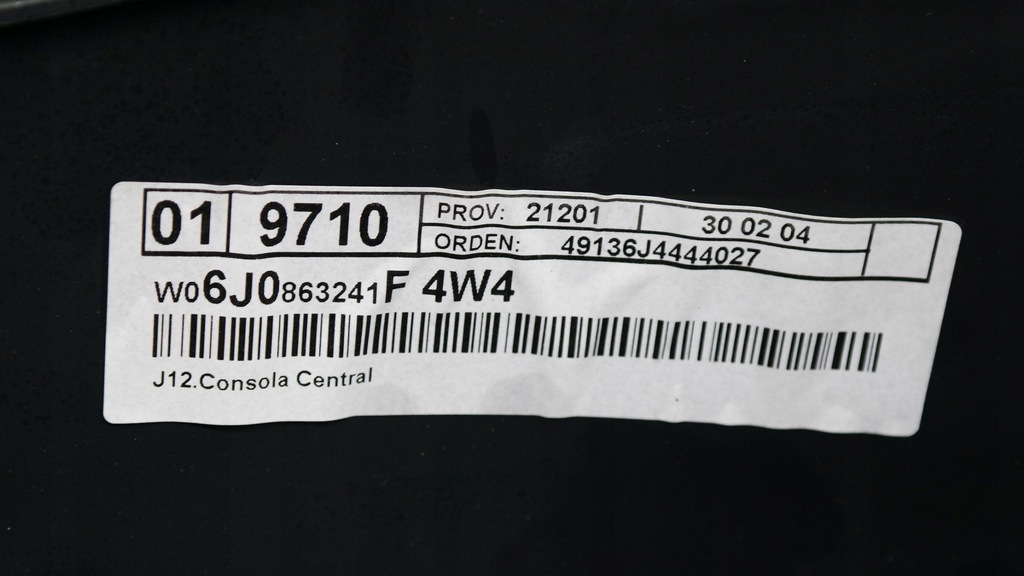 01 9710 PROV: 21201 30 02 04
ORDEN: 49136J4444027
W06J0863241F 4W4
J12.Consola Central